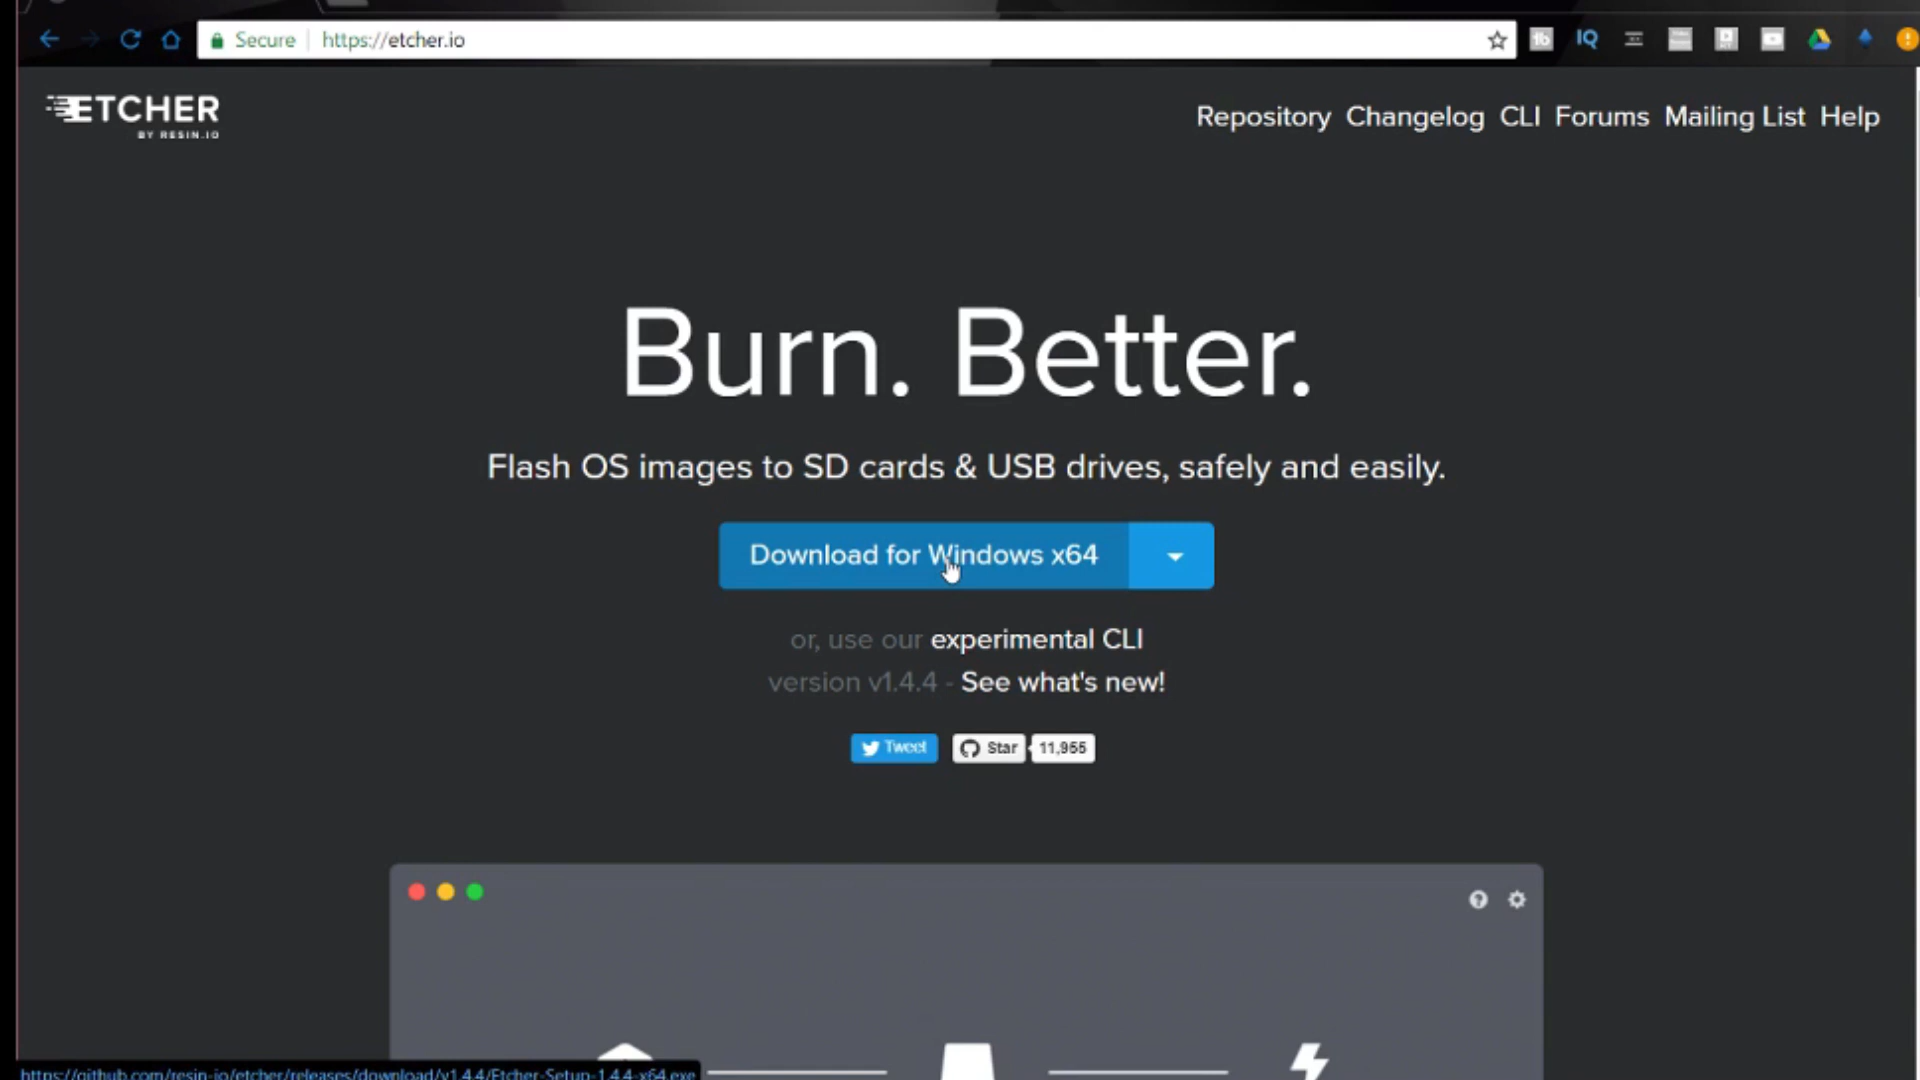 Secure https://etcher.io
IQ
ETCHER
BY RESIN.IO
Repository Changelog CLI Forums Mailing List Help
Burn. Better.
Flash OS images to SD cards & USB drives, safely and easily.
Download for Windows x64
or, use our experimental CLI
version v1.4.4 - See what's new!
Tweet Star 11,955
https://github.com/resin-io/etcher/releases/download/v1.4.4/Etcher-Setup-1.4.4-x64.exe